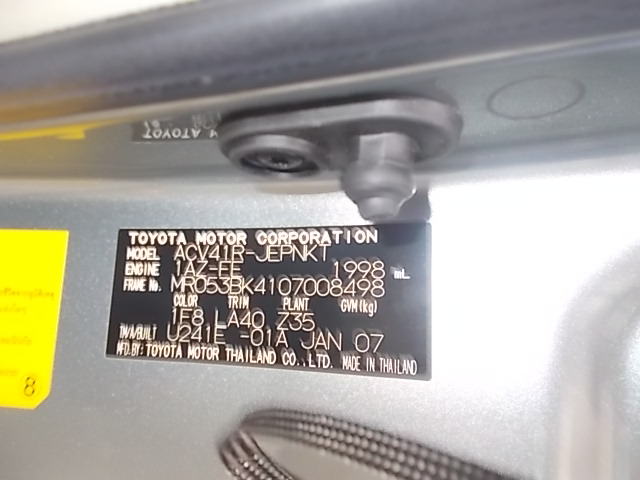 TOYOTA MOTOR CORPORATION
MODEL ACV41R-JEPNKT
ENGINE 1AZ-FE 1998 mL.
FRAME No. MR053BK4107008498
COLOR TRIM PLANT GVM(kg)
1F8 LA40 Z35
TM/A/BUILT U241E -01A JAN 07
MFD.BY: TOYOTA MOTOR THAILAND CO., LTD. MADE IN THAILAND
8